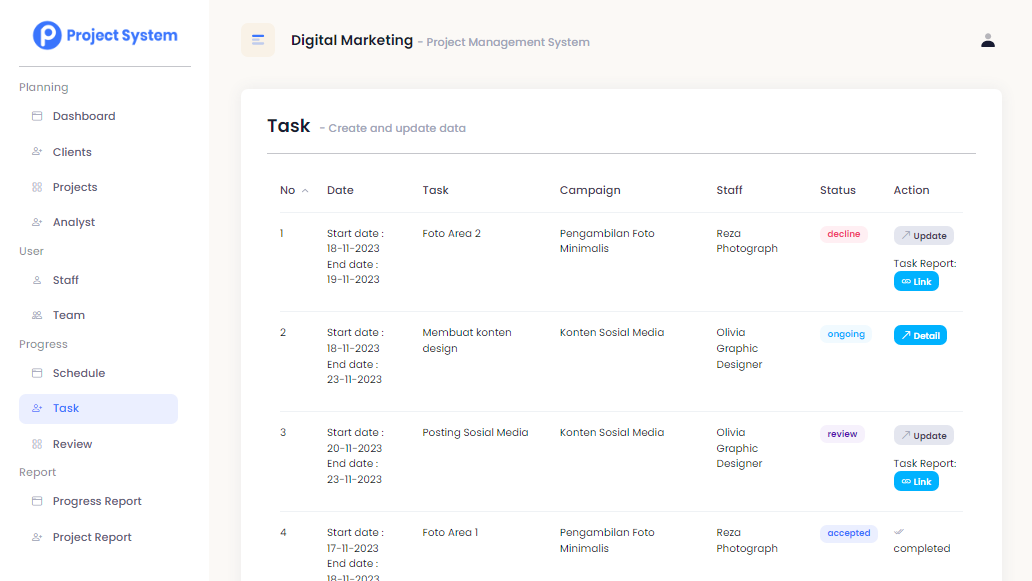 Project System
Planning
Dashboard
Clients
Projects
Analyst
User
Staff
Team
Progress
Schedule
Task
Review
Report
Progress Report
Project Report
Digital Marketing - Project Management System
Task - Create and update data
No Date Task Campaign Staff Status Action
1 Start date : Foto Area 2 Pengambilan Foto Reza decline Update
18-11-2023 Minimalis Photograph
End date : Task Report:
19-11-2023 Link
2 Start date : Membuat konten Konten Sosial Media Olivia ongoing Detail
18-11-2023 design Graphic
End date : Designer
23-11-2023
3 Start date : Posting Sosial Media Konten Sosial Media Olivia review Update
20-11-2023 Graphic
End date : Designer Task Report:
23-11-2023 Link
4 Start date : Foto Area 1 Pengambilan Foto Reza accepted
17-11-2023 Minimalis Photograph completed
End date :
18-11-2023